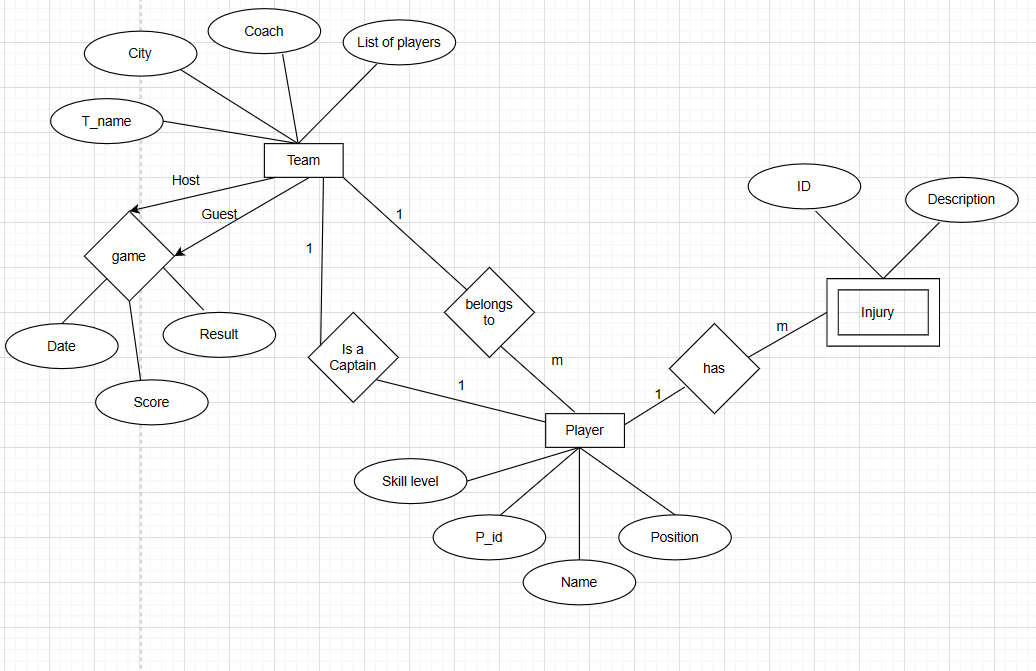 Coach
List of players
City
T_name
Team
Host
ID
Description
Guest
1
1
game
belongs
to
Injury
m
Result
Date
Is a
Captain
m
has
1
1
Score
Player
Skill level
P_id
Position
Name